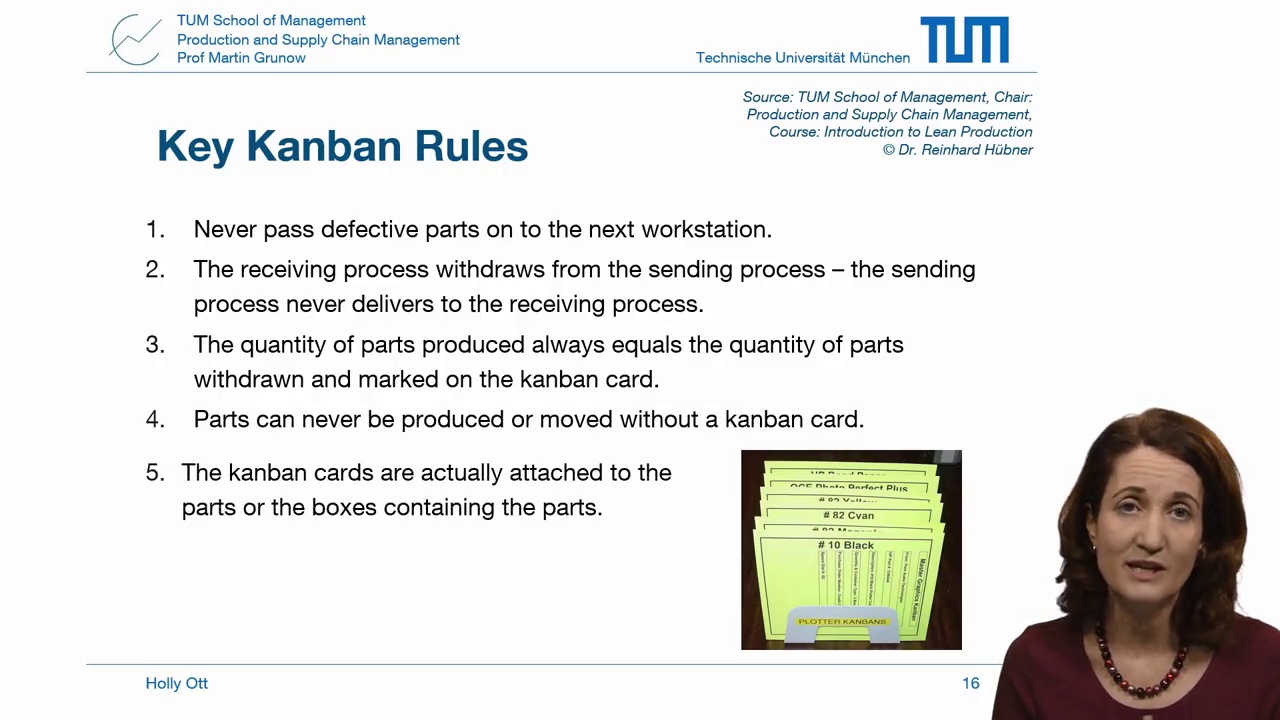 TUM School of Management
Production and Supply Chain Management
Prof Martin Grunow
Technische Universität München
TUM
Source: TUM School of Management, Chair:
Production and Supply Chain Management,
Course: Introduction to Lean Production
© Dr. Reinhard Hübner
Key Kanban Rules
1. Never pass defective parts on to the next workstation.
2. The receiving process withdraws from the sending process – the sending
process never delivers to the receiving process.
3. The quantity of parts produced always equals the quantity of parts
withdrawn and marked on the kanban card.
4. Parts can never be produced or moved without a kanban card.
5. The kanban cards are actually attached to the
parts or the boxes containing the parts.
OCE Photo Perfect Plus
# 82 Yellow
# 82 Cyan
# 10 Black
Master Graphics Kanban
PLOTTER KANBANS
Holly Ott
16